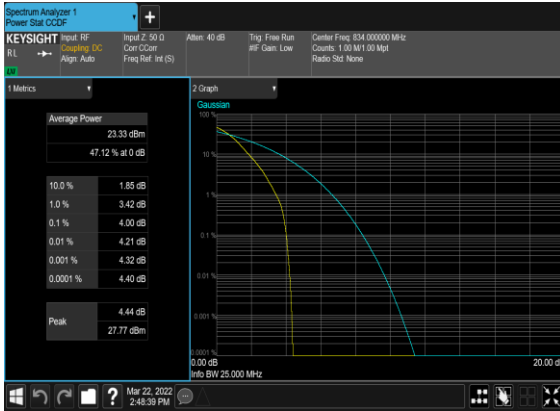 Spectrum Analyzer 1
Power Stat CCDF
KEYSIGHT
RL
Input: RF
Coupling: DC
Align: Auto
Input Z: 50 Ω
Corr CCorr
Freq Ref: Int (S)
Atten: 40 dB
Trig: Free Run
#IF Gain: Low
Center Freq: 834.000000 MHz
Counts: 1.00 M/1.00 Mpt
Radio Std: None
1 Metrics
Average Power
23.33 dBm
47.12 % at 0 dB
10.0 % 1.85 dB
1.0 % 3.42 dB
0.1 % 4.00 dB
0.01 % 4.21 dB
0.001 % 4.32 dB
0.0001 % 4.40 dB
Peak
4.44 dB
27.77 dBm
2 Graph
Gaussian
100 %
10 %
1 %
0.1 %
0.01 %
0.001 %
0.0001 %
0.00 dB
20.00 d
Info BW 25.000 MHz
?
Mar 22, 2022
2:48:39 PM